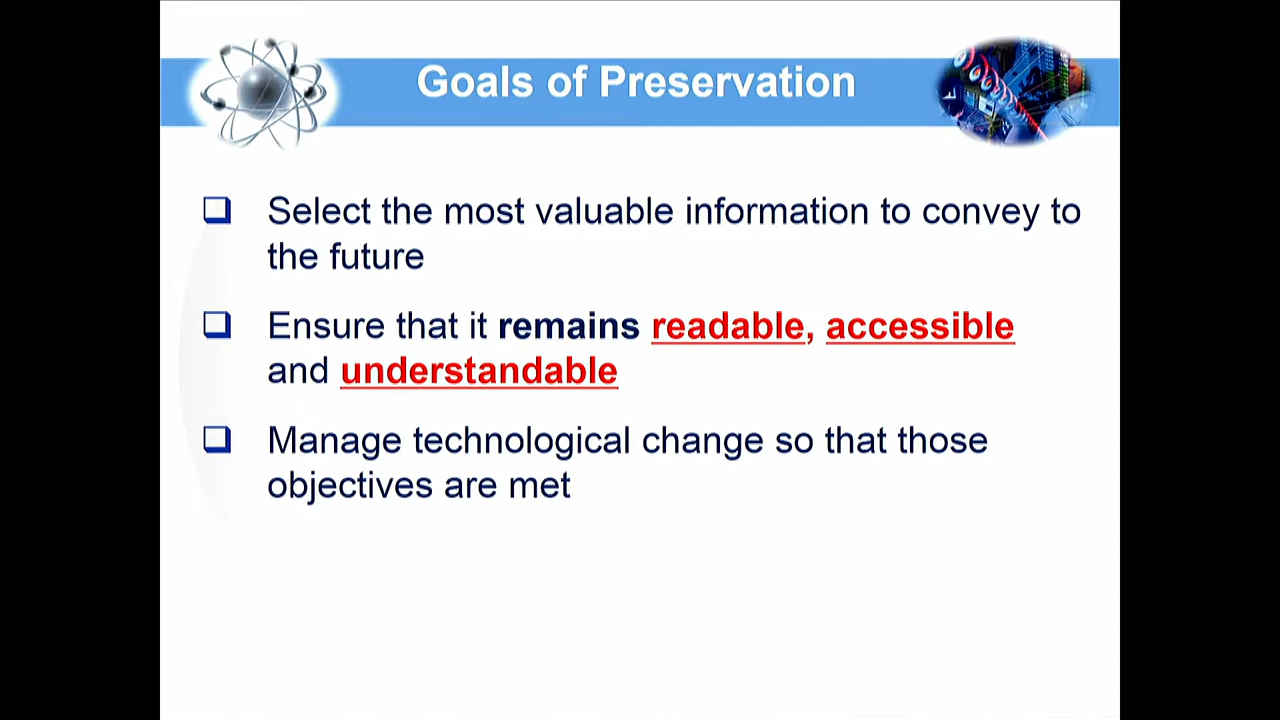 Goals of Preservation
Select the most valuable information to convey to
the future
Ensure that it remains readable, accessible
and understandable
Manage technological change so that those
objectives are met